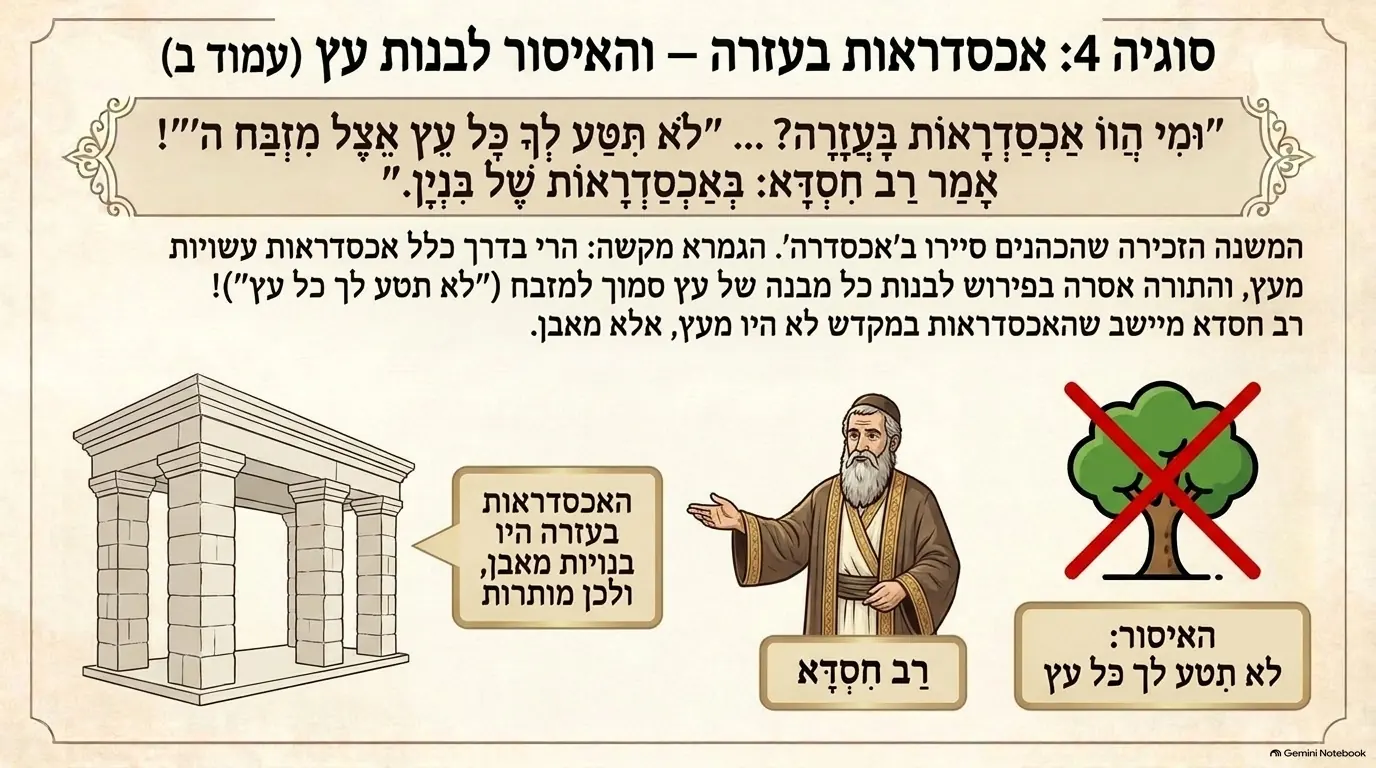 סוגיה 4: אכסדראות בעזרה – והאיסור לבנות עץ (עמוד ב)
"וּמִי הֲווֹ אַכְסַדְרָאוֹת בָּעֲזָרָה? ... "לֹא תִּטַּע לְךָ כָּל עֵץ אֵצֶל מִזְבַּח ה'""!
אָמַר רַב חִסְדָּא: בְּאַכְסַדְרָאוֹת שֶׁל בִּנְיָן."
המשנה הזכירה שהכהנים סיירו ב'אכסדרה'. הגמרא מקשה: הרי בדרך כלל אכסדראות עשויות
מעץ, והתורה אסרה בפירוש לבנות כל מבנה של עץ סמוך למזבח ("לא תטע לך כל עץ")!
רב חסדא מיישב שהאכסדראות במקדש לא היו מעץ, אלא מאבן.
האכסדראות
בעזרה היו
בנויות מאבן,
ולכן מותרות
רַב חִסְדָּא
האיסור:
לא תִטע לך כּל עץ
Gemini Notebook